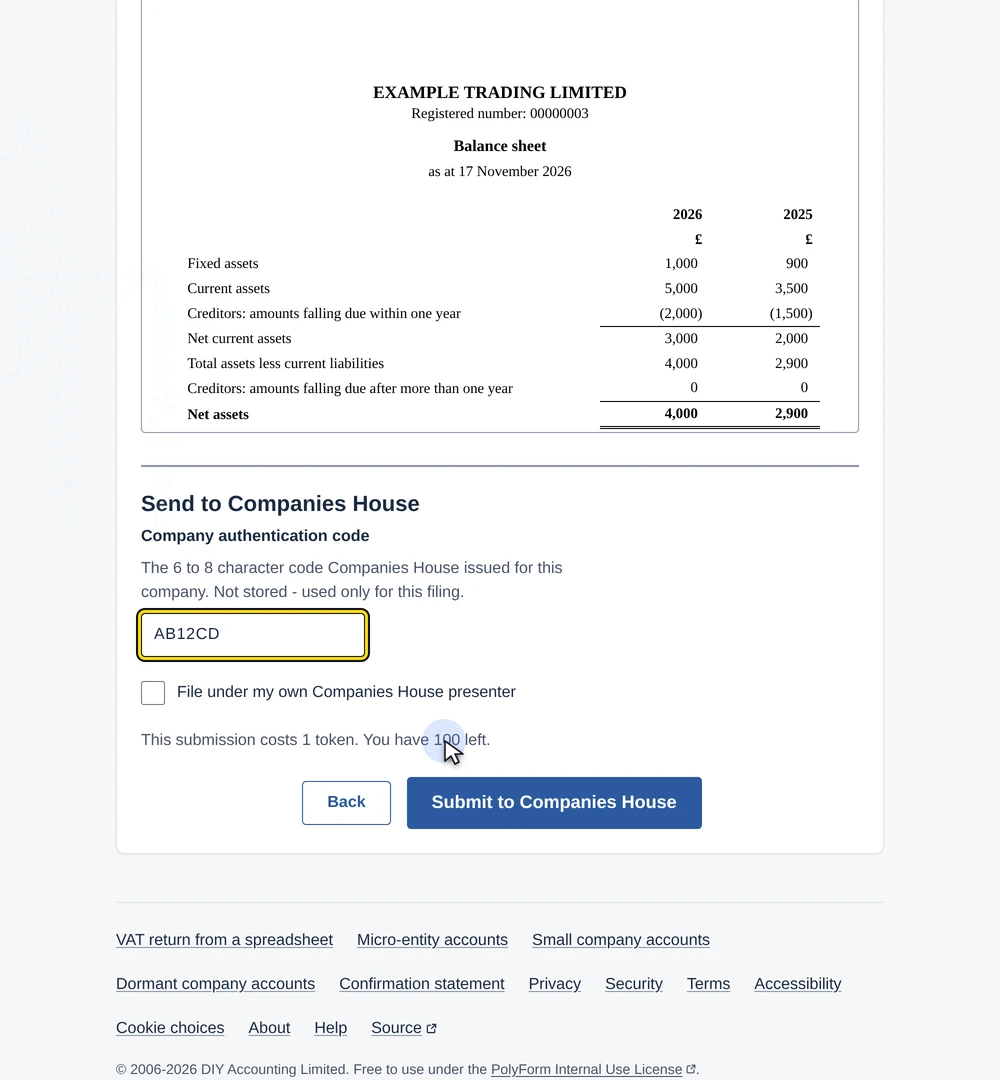 EXAMPLE TRADING LIMITED
Registered number: 00000003
Balance sheet
as at 17 November 2026
2026 2025
£ £
Fixed assets 1,000 900
Current assets 5,000 3,500
Creditors: amounts falling due within one year (2,000) (1,500)
Net current assets 3,000 2,000
Total assets less current liabilities 4,000 2,900
Creditors: amounts falling due after more than one year 0 0
Net assets 4,000 2,900
Send to Companies House
Company authentication code
The 6 to 8 character code Companies House issued for this
company. Not stored - used only for this filing.
AB12CD
File under my own Companies House presenter
This submission costs 1 token. You have 100 left.
Back Submit to Companies House
VAT return from a spreadsheet Micro-entity accounts Small company accounts
Dormant company accounts Confirmation statement Privacy Security Terms Accessibility
Cookie choices About Help Source
© 2006-2026 DIY Accounting Limited. Free to use under the PolyForm Internal Use License.